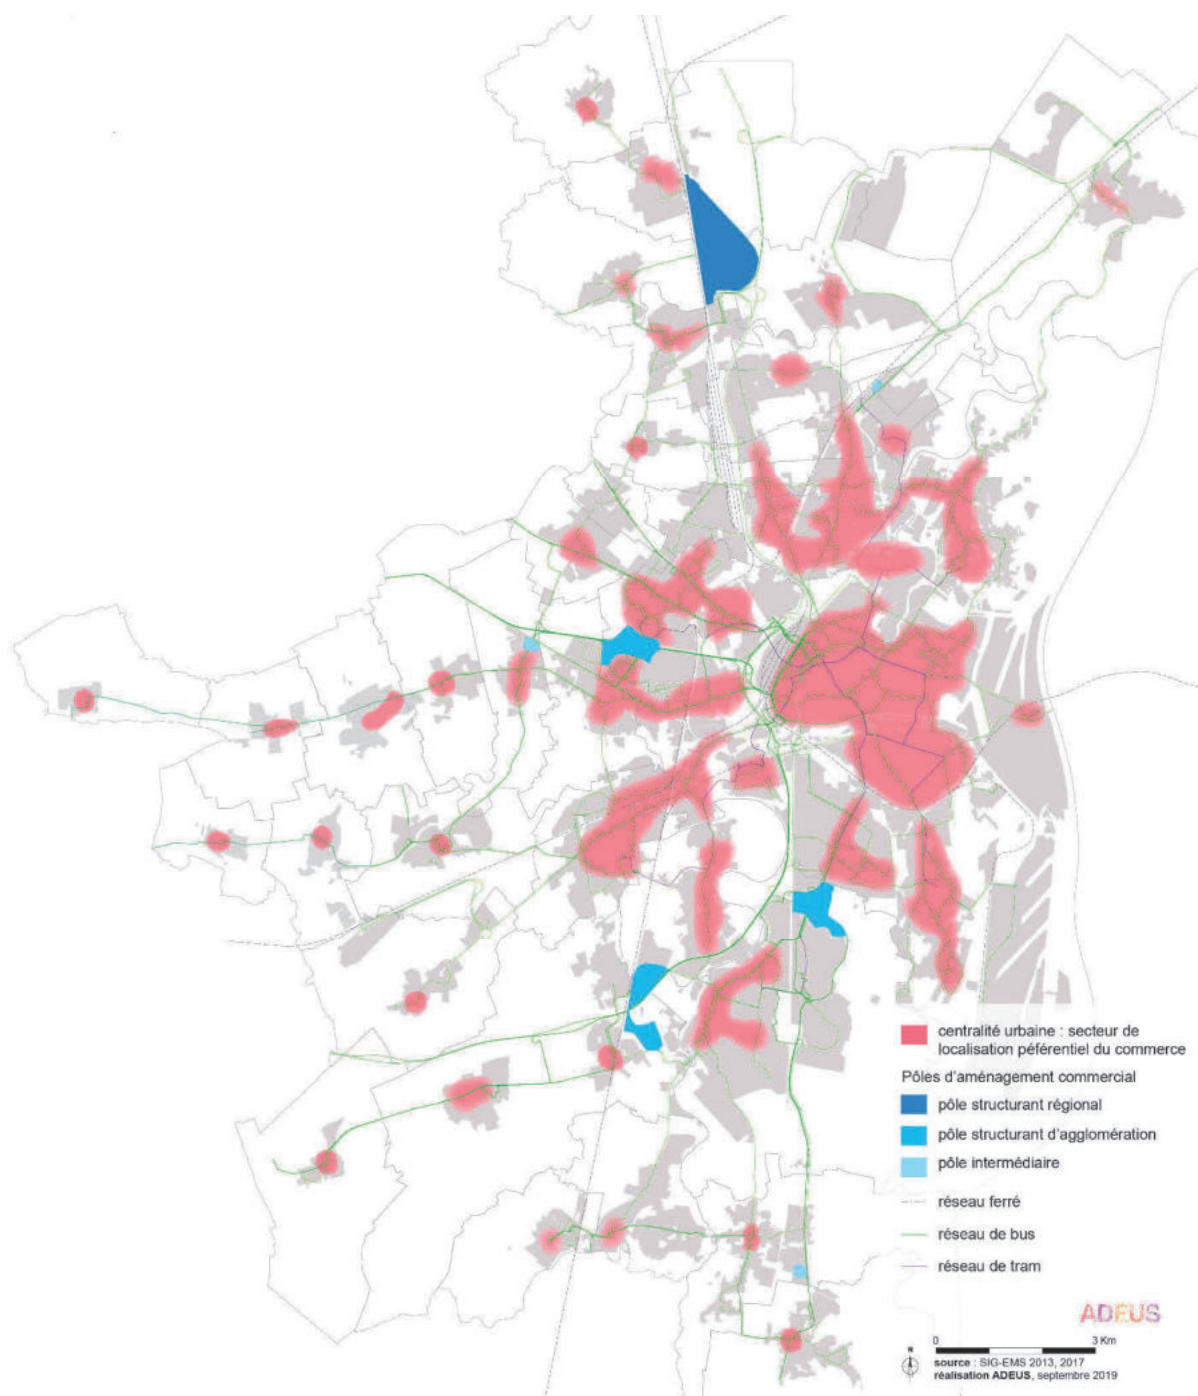 centralité urbaine : secteur de
localisation péférentiel du commerce
Pôles d'aménagement commercial
pôle structurant régional
pôle structurant d'agglomération
pôle intermédiaire
réseau ferré
réseau de bus
réseau de tram
ADEUS
0 3 Km
N
source : SIG-EMS 2013, 2017
réalisation ADEUS, septembre 2019